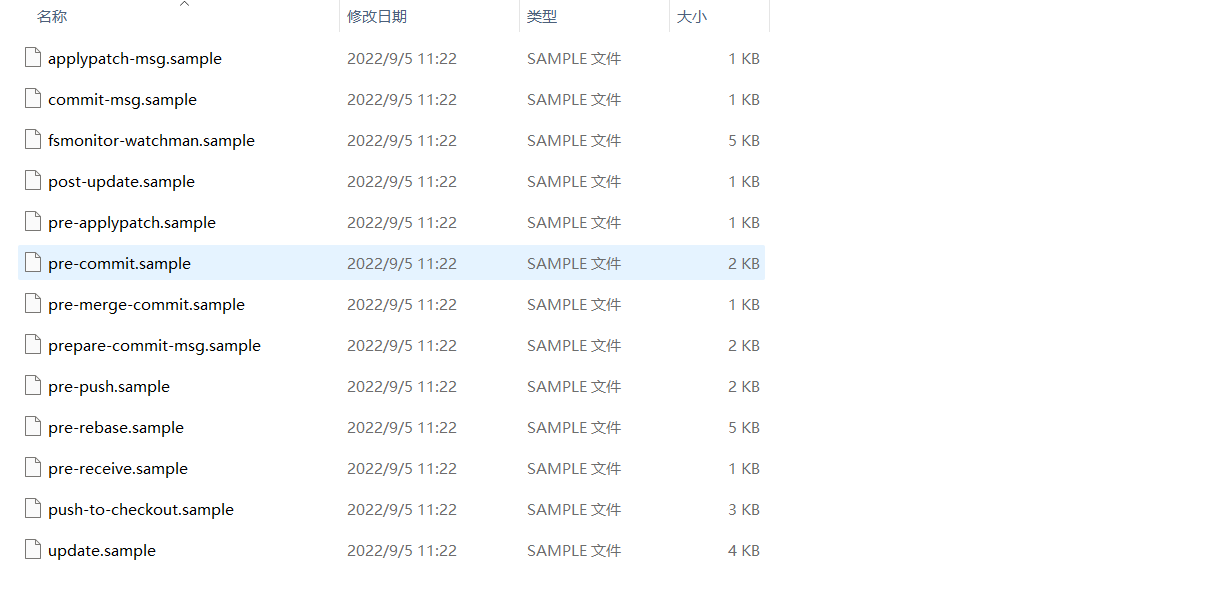 名称 修改日期 类型 大小
applypatch-msg.sample 2022/9/5 11:22 SAMPLE 文件 1 KB
commit-msg.sample 2022/9/5 11:22 SAMPLE 文件 1 KB
fsmonitor-watchman.sample 2022/9/5 11:22 SAMPLE 文件 5 KB
post-update.sample 2022/9/5 11:22 SAMPLE 文件 1 KB
pre-applypatch.sample 2022/9/5 11:22 SAMPLE 文件 1 KB
pre-commit.sample 2022/9/5 11:22 SAMPLE 文件 2 KB
pre-merge-commit.sample 2022/9/5 11:22 SAMPLE 文件 1 KB
prepare-commit-msg.sample 2022/9/5 11:22 SAMPLE 文件 2 KB
pre-push.sample 2022/9/5 11:22 SAMPLE 文件 2 KB
pre-rebase.sample 2022/9/5 11:22 SAMPLE 文件 5 KB
pre-receive.sample 2022/9/5 11:22 SAMPLE 文件 1 KB
push-to-checkout.sample 2022/9/5 11:22 SAMPLE 文件 3 KB
update.sample 2022/9/5 11:22 SAMPLE 文件 4 KB